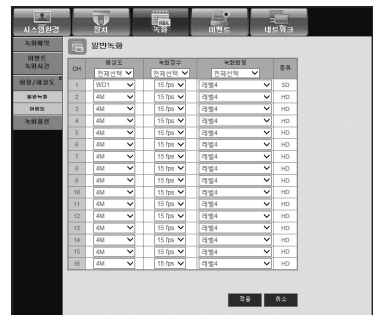 시스템환경 장치 녹화 이벤트 네트워크
녹화예약
이벤트
녹화시간
화질/해상도
일반녹화
이벤트
녹화옵션
일반녹화
CH 해상도 녹화장수 녹화화질 종류
전체선택 전체선택 전체선택
1 WD1 15 fps 레벨4 SD
2 4M 15 fps 레벨4 HD
3 4M 15 fps 레벨4 HD
4 4M 15 fps 레벨4 HD
5 4M 15 fps 레벨4 HD
6 4M 15 fps 레벨4 HD
7 4M 15 fps 레벨4 HD
8 4M 15 fps 레벨4 HD
9 4M 15 fps 레벨4 HD
10 4M 15 fps 레벨4 HD
11 4M 15 fps 레벨4 HD
12 4M 15 fps 레벨4 HD
13 4M 15 fps 레벨4 HD
14 4M 15 fps 레벨4 HD
15 4M 15 fps 레벨4 HD
16 4M 15 fps 레벨4 HD
적용 취소